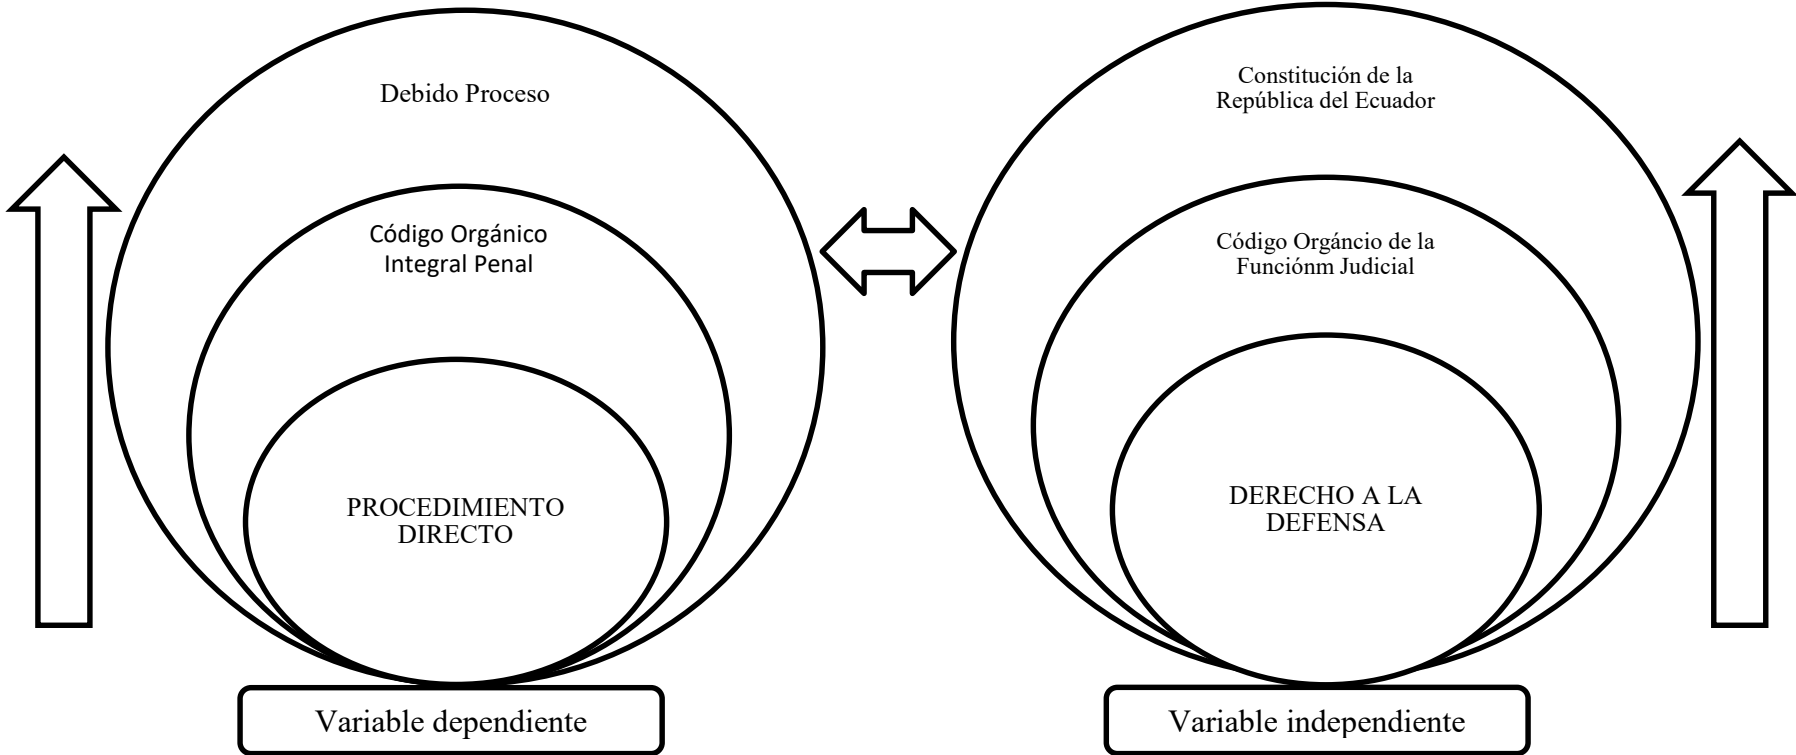 Debido Proceso
Código Orgánico
Integral Penal
PROCEDIMIENTO
DIRECTO
Variable dependiente
Constitución de la
República del Ecuador
Código Orgáncio de la
Funciónm Judicial
DERECHO A LA
DEFENSA
Variable independiente